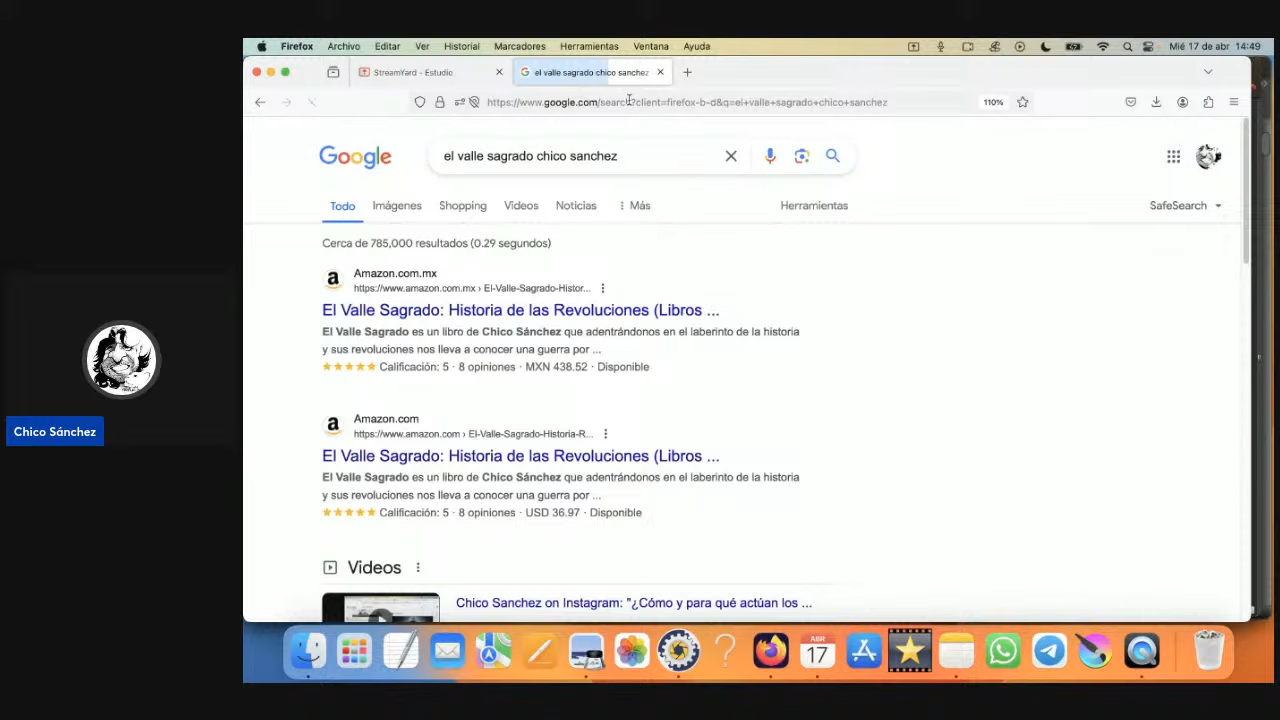 Firefox Archivo Editar Ver Historial Marcadores Herramientas Ventana Ayuda Mié 17 de abr 14:49
StreamYard - Estudio
el valle sagrado chico sanchez
https://www.google.com/search?client=firefox-b-d&q=el+valle+sagrado+chico+sanchez 110%
Google
el valle sagrado chico sanchez
Todo Imágenes Shopping Videos Noticias Más Herramientas SafeSearch
Cerca de 785,000 resultados (0.29 segundos)
Amazon.com.mx
https://www.amazon.com.mx › El-Valle-Sagrado-Histor...
El Valle Sagrado: Historia de las Revoluciones (Libros ...
El Valle Sagrado es un libro de Chico Sánchez que adentrándonos en el laberinto de la historia
y sus revoluciones nos lleva a conocer una guerra por ...
Calificación: 5 · 8 opiniones · MXN 438.52 · Disponible
Amazon.com
https://www.amazon.com › El-Valle-Sagrado-Historia-R...
El Valle Sagrado: Historia de las Revoluciones (Libros ...
El Valle Sagrado es un libro de Chico Sánchez que adentrándonos en el laberinto de la historia
y sus revoluciones nos lleva a conocer una guerra por ...
Calificación: 5 · 8 opiniones · USD 36.97 · Disponible
Videos
Chico Sanchez on Instagram: "¿Cómo y para qué actúan los ...
Chico Sánchez
ABR
17